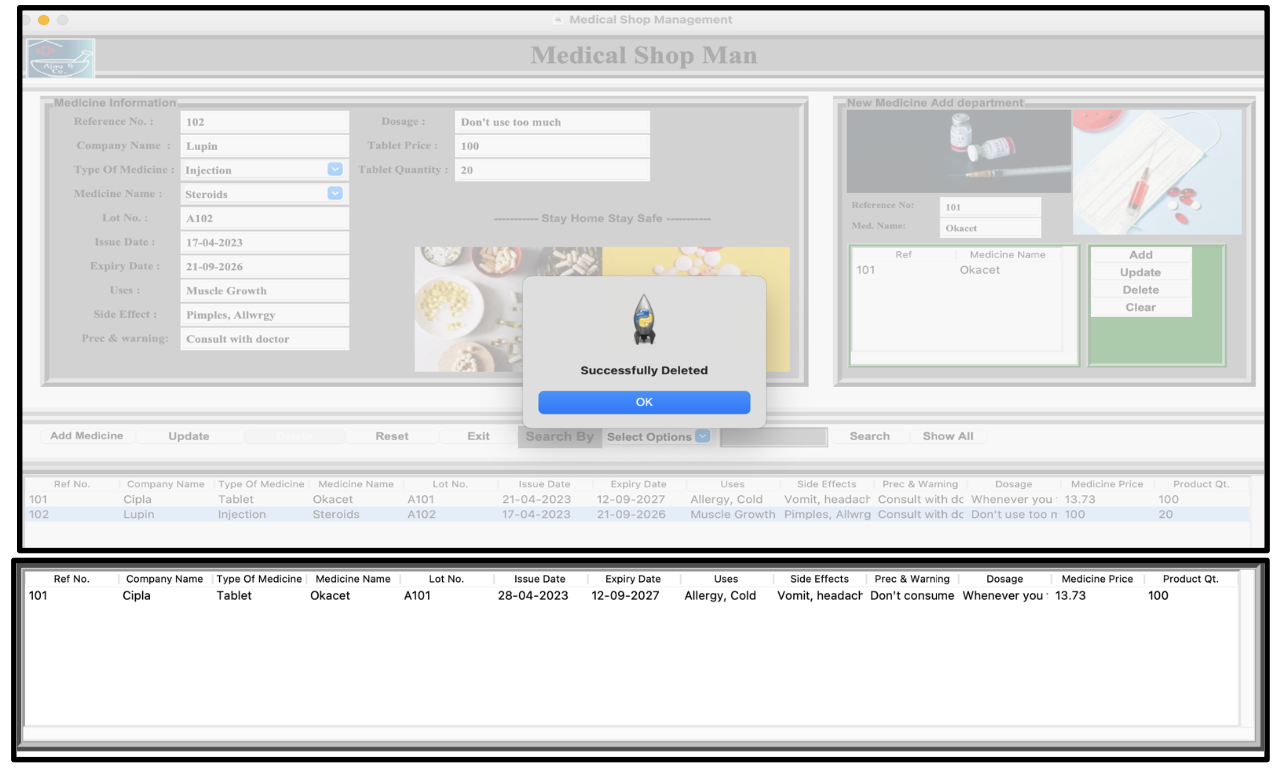 Medical Shop Management
Ajay &
Co.
Medical Shop Man
Medicine Information
Reference No. : 102
Company Name : Lupin
Type Of Medicine : Injection
Medicine Name : Steroids
Lot No. : A102
Issue Date : 17-04-2023
Expiry Date : 21-09-2026
Uses : Muscle Growth
Side Effect : Pimples, Allwrgy
Prec & warning: Consult with doctor
Dosage : Don't use too much
Tablet Price : 100
Tablet Quantity : 20
----------- Stay Home Stay Safe -----------
New Medicine Add department
Reference No: 101
Med. Name: Okacet
Ref Medicine Name
101 Okacet
Add
Update
Delete
Clear
Successfully Deleted
OK
Add Medicine Update Delete Reset Exit Search By Select Options Search Show All
Ref No. Company Name Type Of Medicine Medicine Name Lot No. Issue Date Expiry Date Uses Side Effects Prec & Warning Dosage Medicine Price Product Qt.
101 Cipla Tablet Okacet A101 21-04-2023 12-09-2027 Allergy, Cold Vomit, headach Consult with dc Whenever you 13.73 100
102 Lupin Injection Steroids A102 17-04-2023 21-09-2026 Muscle Growth Pimples, Allwrg Consult with dc Don't use too n 100 20
Ref No. Company Name Type Of Medicine Medicine Name Lot No. Issue Date Expiry Date Uses Side Effects Prec & Warning Dosage Medicine Price Product Qt.
101 Cipla Tablet Okacet A101 28-04-2023 12-09-2027 Allergy, Cold Vomit, headach Don't consume Whenever you 13.73 100